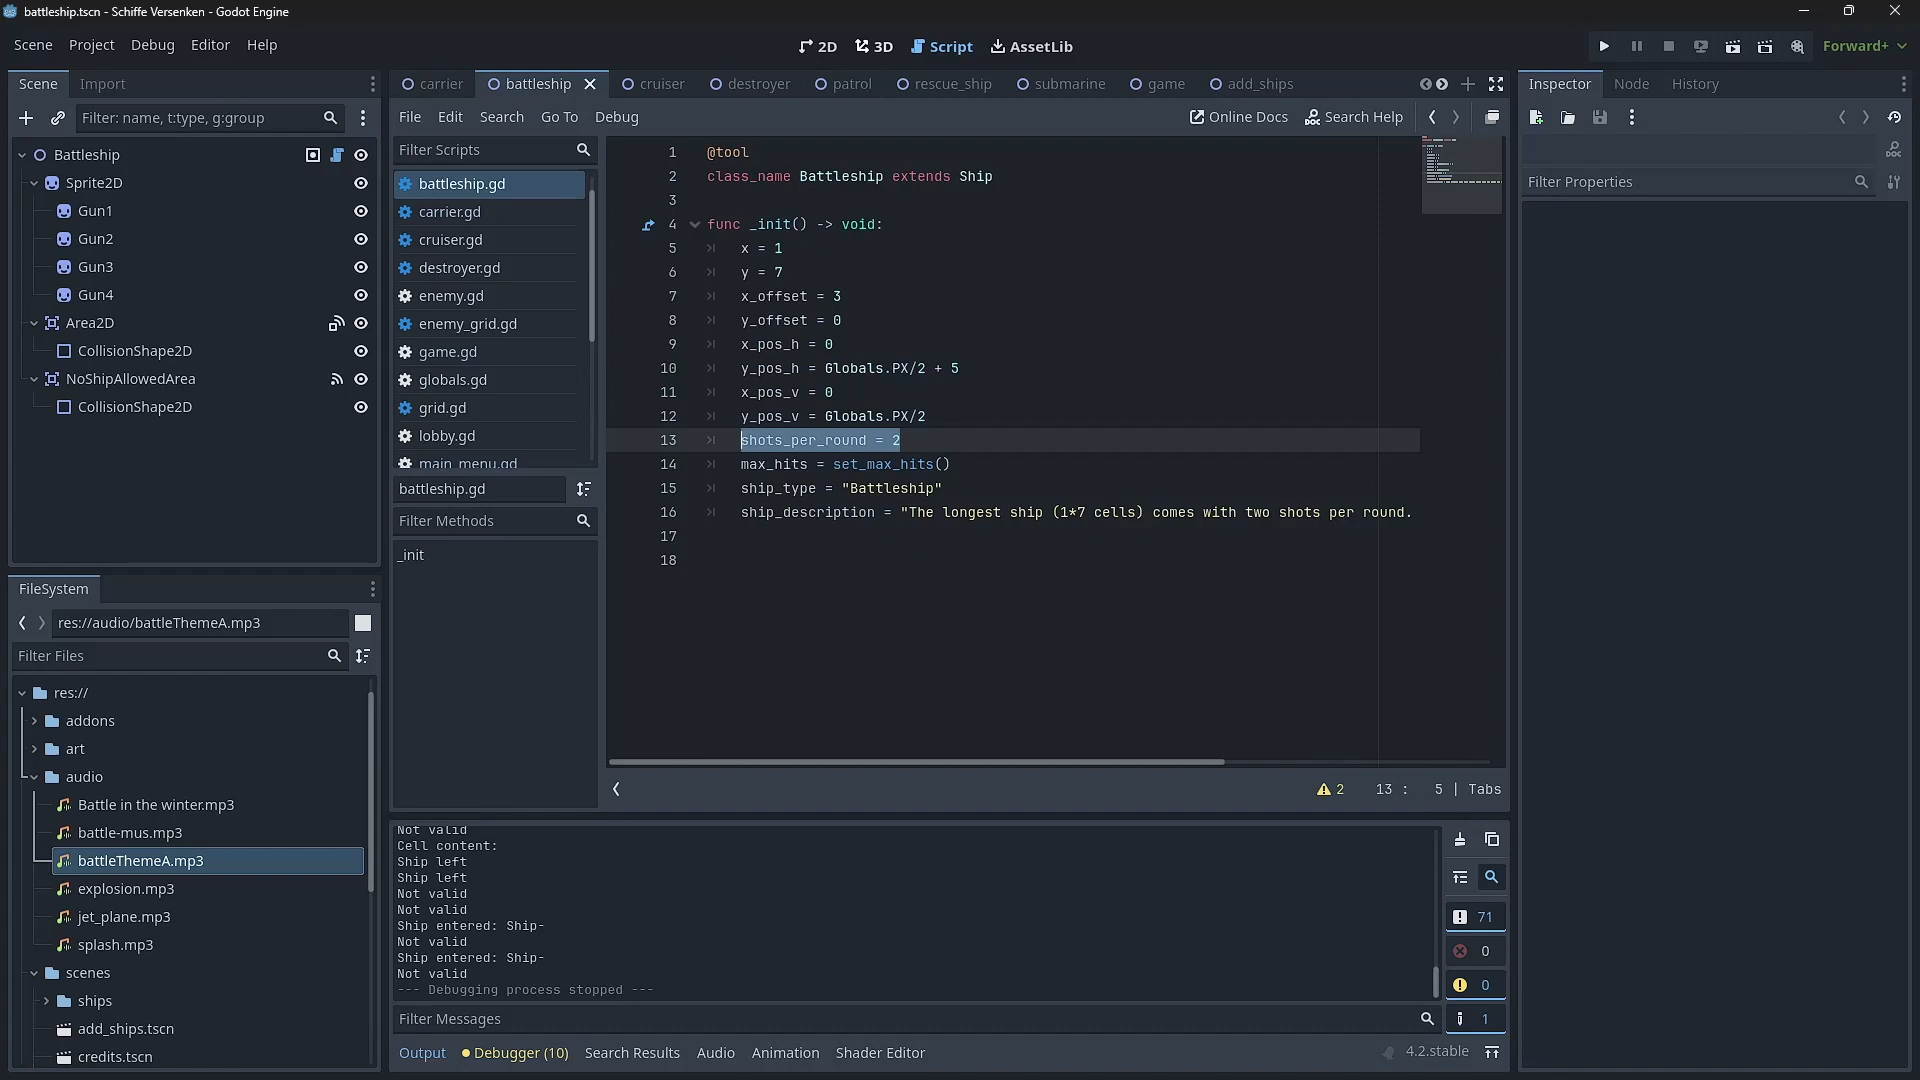 battleship.tscn - Schiffe Versenken - Godot Engine
Scene Project Debug Editor Help
2D 3D Script AssetLib
Forward+
Scene Import
Filter: name, t:type, g:group
Battleship
Sprite2D
Gun1
Gun2
Gun3
Gun4
Area2D
CollisionShape2D
NoShipAllowedArea
CollisionShape2D
FileSystem
res://audio/battleThemeA.mp3
Filter Files
res://
addons
art
audio
Battle in the winter.mp3
battle-mus.mp3
battleThemeA.mp3
explosion.mp3
jet_plane.mp3
splash.mp3
scenes
ships
add_ships.tscn
credits.tscn
carrier battleship cruiser destroyer patrol rescue_ship submarine game add_ships
File Edit Search Go To Debug
Online Docs Search Help
Filter Scripts
battleship.gd
carrier.gd
cruiser.gd
destroyer.gd
enemy.gd
enemy_grid.gd
game.gd
globals.gd
grid.gd
lobby.gd
main_menu.gd
battleship.gd
Filter Methods
_init
1 @tool
2 class_name Battleship extends Ship
3
4 func _init() -> void:
5 x = 1
6 y = 7
7 x_offset = 3
8 y_offset = 0
9 x_pos_h = 0
10 y_pos_h = Globals.PX/2 + 5
11 x_pos_v = 0
12 y_pos_v = Globals.PX/2
13 shots_per_round = 2
14 max_hits = set_max_hits()
15 ship_type = "Battleship"
16 ship_description = "The longest ship (1*7 cells) comes with two shots per round.
17
18
2 13 : 5 | Tabs
Not valid
Cell content:
Ship left
Ship left
Not valid
Not valid
Ship entered: Ship-
Not valid
Ship entered: Ship-
Not valid
--- Debugging process stopped ---
71
0
0
1
Filter Messages
Output Debugger (10) Search Results Audio Animation Shader Editor
4.2.stable
Inspector Node History
Filter Properties